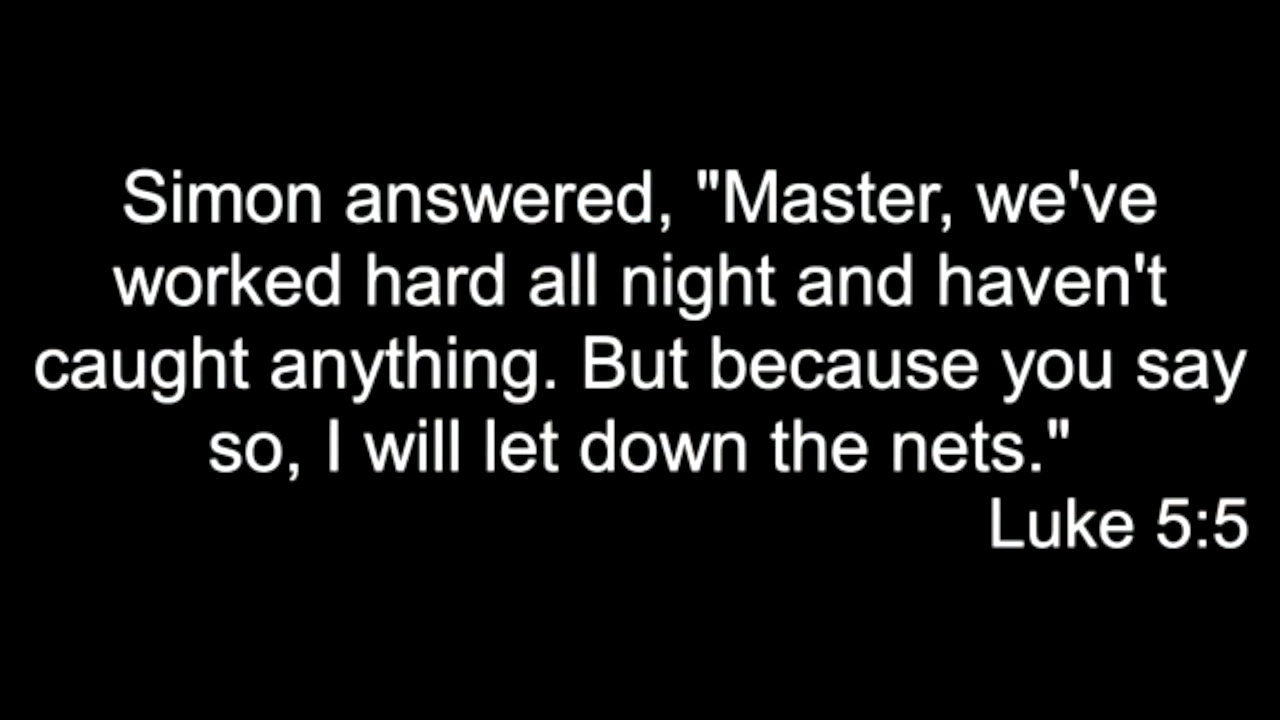 Simon answered, "Master, we've
worked hard all night and haven't
caught anything. But because you say
so, I will let down the nets."
Luke 5:5